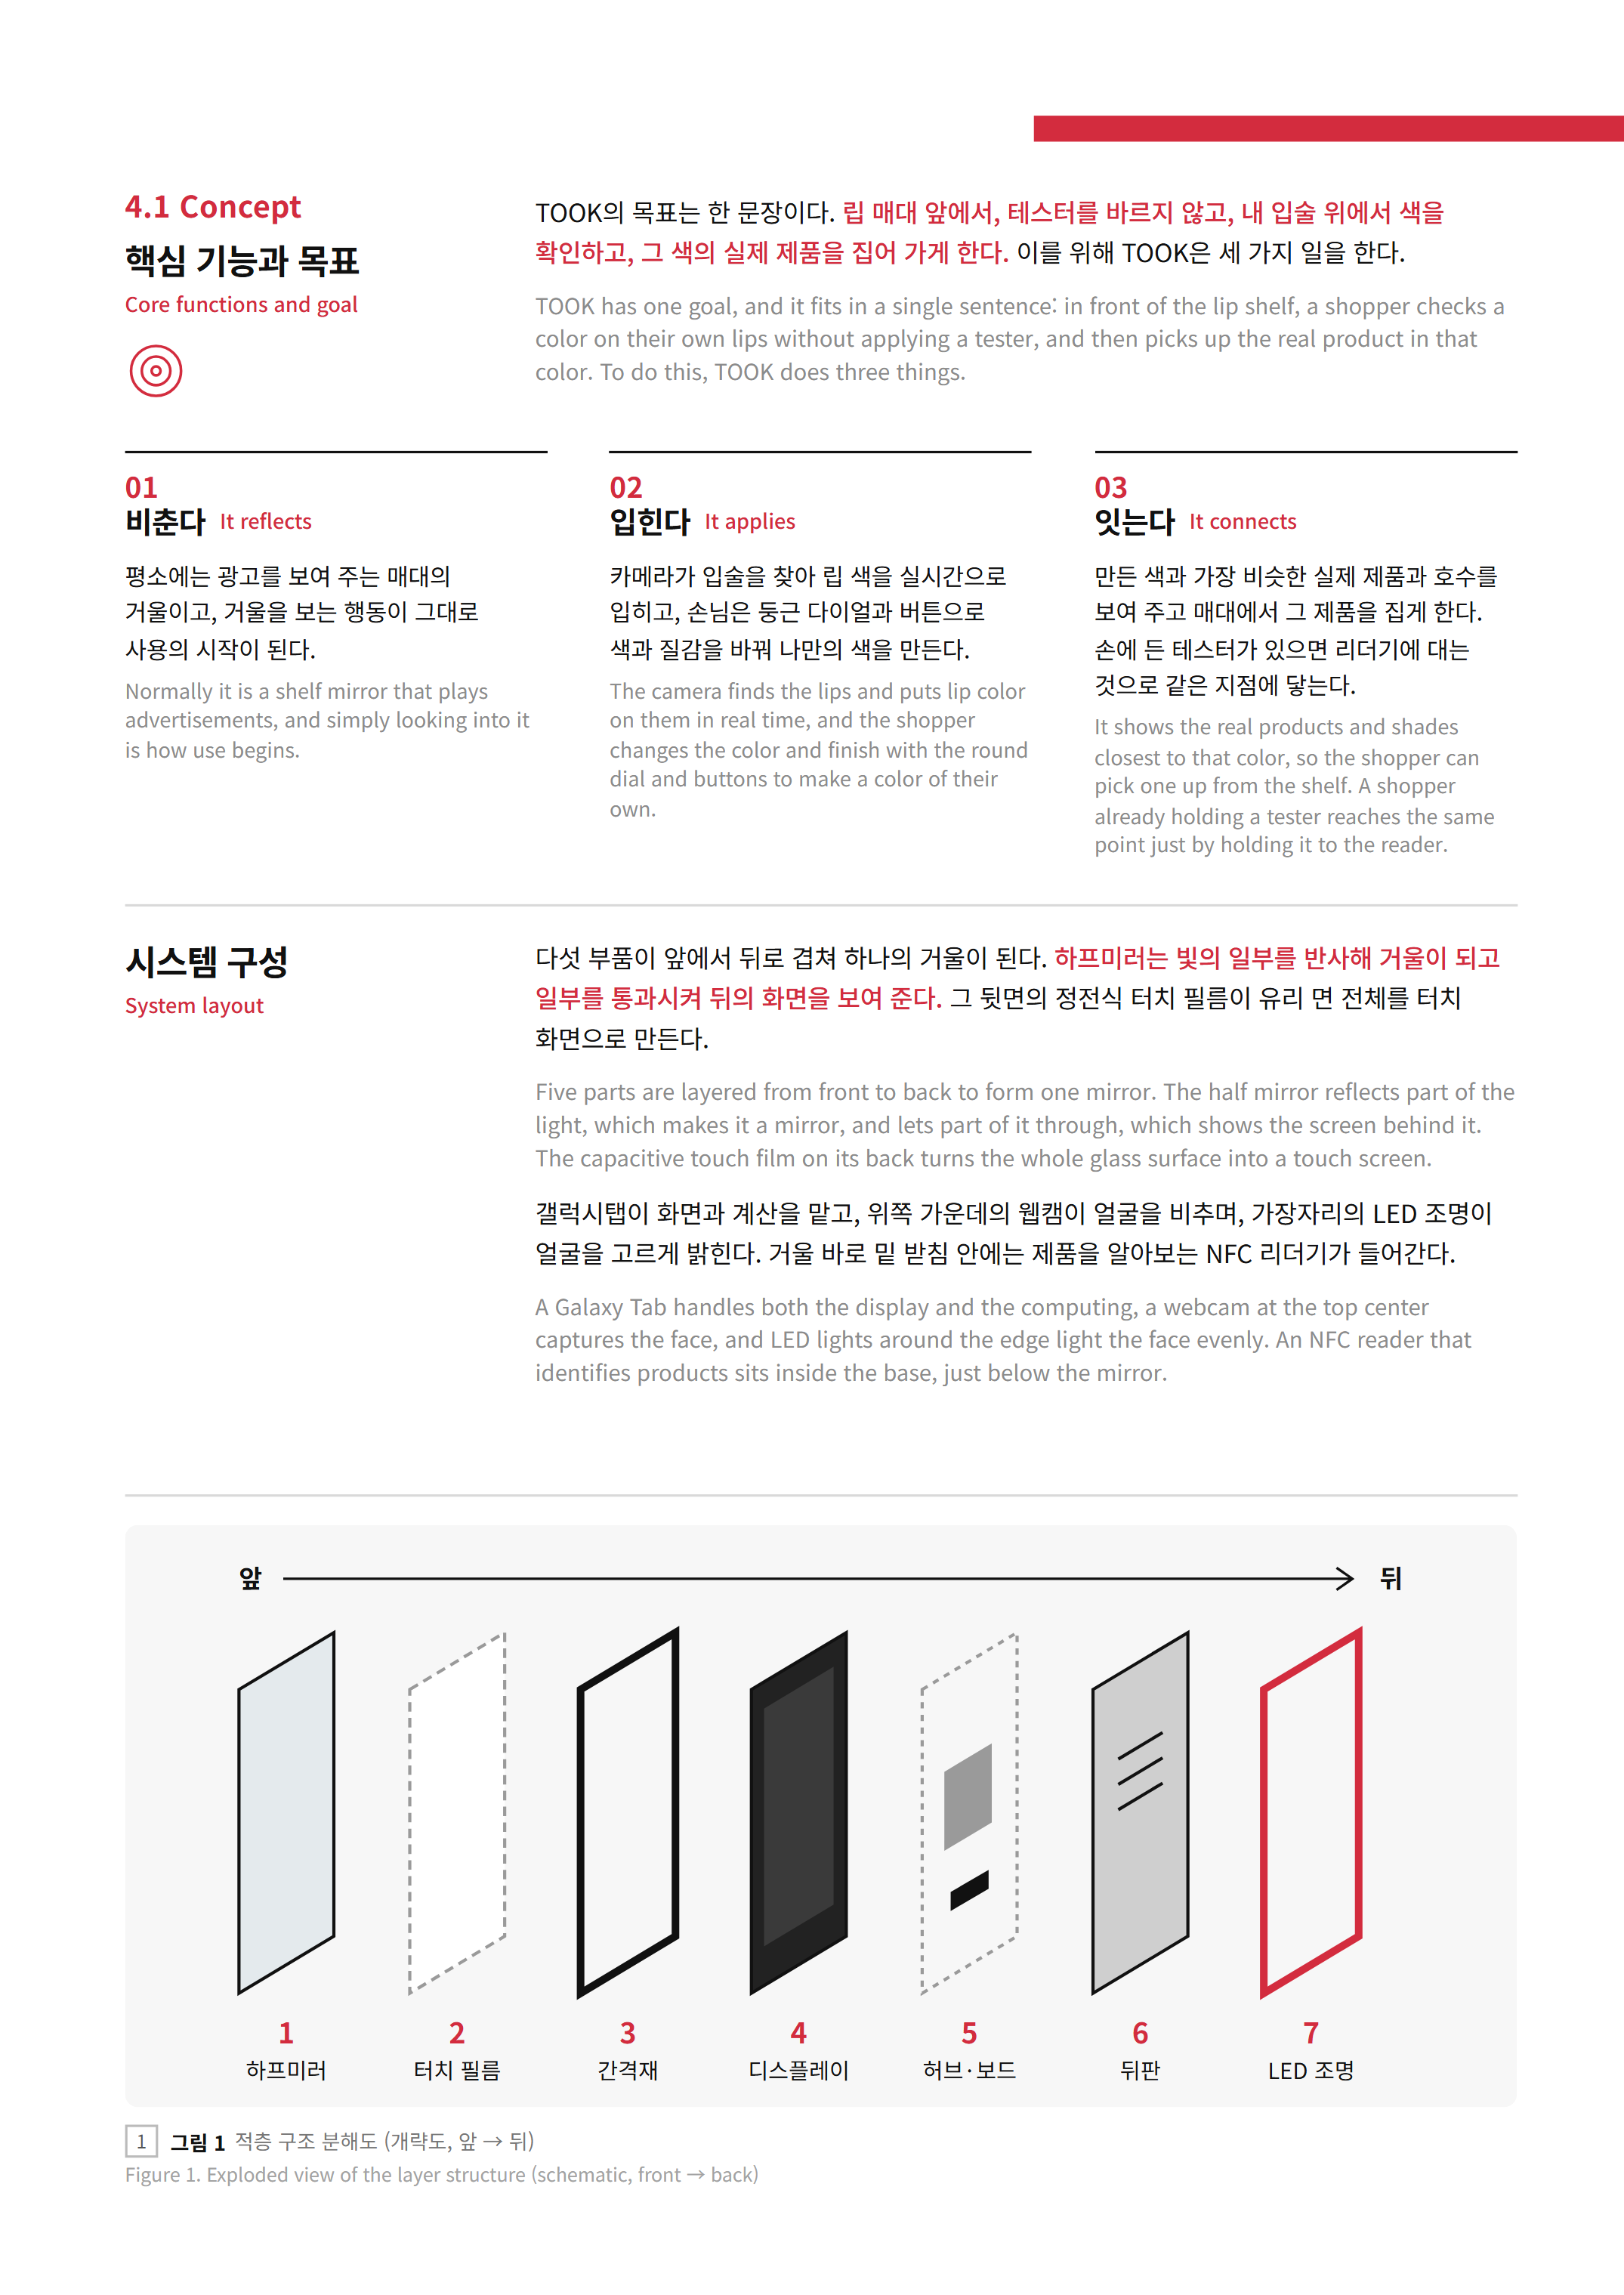 4.1 Concept
핵심 기능과 목표
Core functions and goal
TOOK의 목표는 한 문장이다. 립 매대 앞에서, 테스터를 바르지 않고, 내 입술 위에서 색을
확인하고, 그 색의 실제 제품을 집어 가게 한다. 이를 위해 TOOK은 세 가지 일을 한다.
TOOK has one goal, and it fits in a single sentence: in front of the lip shelf, a shopper checks a
color on their own lips without applying a tester, and then picks up the real product in that
color. To do this, TOOK does three things.
01
비춘다 It reflects
평소에는 광고를 보여 주는 매대의
거울이고, 거울을 보는 행동이 그대로
사용의 시작이 된다.
Normally it is a shelf mirror that plays
advertisements, and simply looking into it
is how use begins.
02
입힌다 It applies
카메라가 입술을 찾아 립 색을 실시간으로
입히고, 손님은 둥근 다이얼과 버튼으로
색과 질감을 바꿔 나만의 색을 만든다.
The camera finds the lips and puts lip color
on them in real time, and the shopper
changes the color and finish with the round
dial and buttons to make a color of their
own.
03
잇는다 It connects
만든 색과 가장 비슷한 실제 제품과 호수를
보여 주고 매대에서 그 제품을 집게 한다.
손에 든 테스터가 있으면 리더기에 대는
것으로 같은 지점에 닿는다.
It shows the real products and shades
closest to that color, so the shopper can
pick one up from the shelf. A shopper
already holding a tester reaches the same
point just by holding it to the reader.
시스템 구성
System layout
다섯 부품이 앞에서 뒤로 겹쳐 하나의 거울이 된다. 하프미러는 빛의 일부를 반사해 거울이 되고
일부를 통과시켜 뒤의 화면을 보여 준다. 그 뒷면의 정전식 터치 필름이 유리 면 전체를 터치
화면으로 만든다.
Five parts are layered from front to back to form one mirror. The half mirror reflects part of the
light, which makes it a mirror, and lets part of it through, which shows the screen behind it.
The capacitive touch film on its back turns the whole glass surface into a touch screen.
갤럭시탭이 화면과 계산을 맡고, 위쪽 가운데의 웹캠이 얼굴을 비추며, 가장자리의 LED 조명이
얼굴을 고르게 밝힌다. 거울 바로 밑 받침 안에는 제품을 알아보는 NFC 리더기가 들어간다.
A Galaxy Tab handles both the display and the computing, a webcam at the top center
captures the face, and LED lights around the edge light the face evenly. An NFC reader that
identifies products sits inside the base, just below the mirror.
앞 뒤
1 2 3 4 5 6 7
하프미러 터치 필름 간격재 디스플레이 허브·보드 뒤판 LED 조명
1 그림 1 적층 구조 분해도 (개략도, 앞 → 뒤)
Figure 1. Exploded view of the layer structure (schematic, front → back)